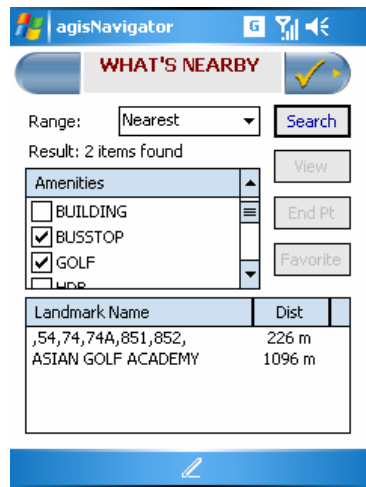 agisNavigator G
WHAT'S NEARBY
Range: Nearest Search
Result: 2 items found
View
Amenities
BUILDING
End Pt
BUSSTOP
GOLF
Favorite
HDB
Landmark Name Dist
,54,74,74A,851,852, 226 m
ASIAN GOLF ACADEMY 1096 m